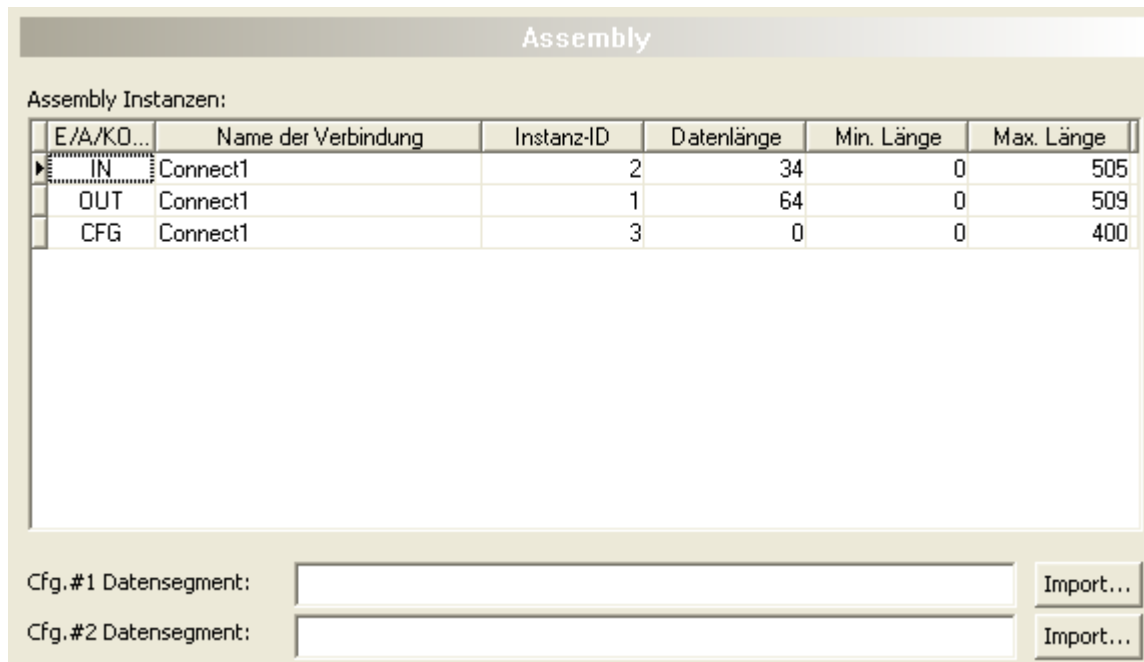 Assembly
Assembly Instanzen:
E/A/KO... Name der Verbindung Instanz-ID Datenlänge Min. Länge Max. Länge
IN Connect1 2 34 0 505
OUT Connect1 1 64 0 509
CFG Connect1 3 0 0 400
Cfg.#1 Datensegment: Import...
Cfg.#2 Datensegment: Import...